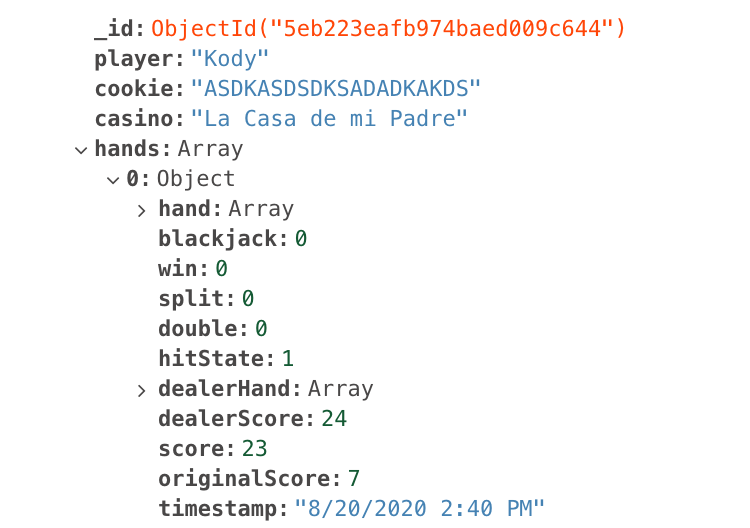 _id: ObjectId("5eb223eafb974baed009c644")
player: "Kody"
cookie: "ASDKASDSDKSADADKAKDS"
casino: "La Casa de mi Padre"
hands: Array
0: Object
hand: Array
blackjack: 0
win: 0
split: 0
double: 0
hitState: 1
dealerHand: Array
dealerScore: 24
score: 23
originalScore: 7
timestamp: "8/20/2020 2:40 PM"